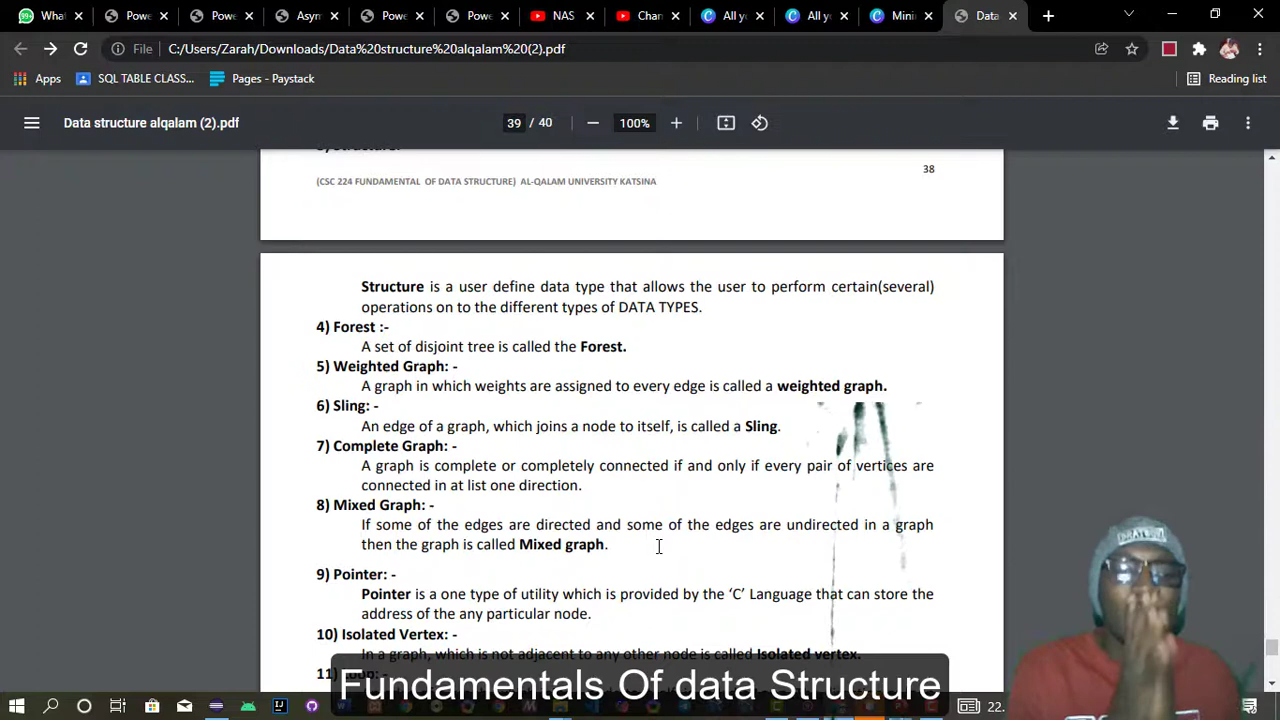 What
Powe
Powe
Asym
Powe
Powe
NAS
Chan
All yo
All yo
Mini
Data
File C:/Users/Zarah/Downloads/Data%20structure%20alqalam%20(2).pdf
Apps SQL TABLE CLASS... Pages - Paystack Reading list
Data structure alqalam (2).pdf 39 / 40 100%
38
(CSC 224 FUNDAMENTAL OF DATA STRUCTURE) AL-QALAM UNIVERSITY KATSINA
Structure is a user define data type that allows the user to perform certain(several)
operations on to the different types of DATA TYPES.
4) Forest :-
A set of disjoint tree is called the Forest.
5) Weighted Graph: -
A graph in which weights are assigned to every edge is called a weighted graph.
6) Sling: -
An edge of a graph, which joins a node to itself, is called a Sling.
7) Complete Graph: -
A graph is complete or completely connected if and only if every pair of vertices are
connected in at list one direction.
8) Mixed Graph: -
If some of the edges are directed and some of the edges are undirected in a graph
then the graph is called Mixed graph.
9) Pointer: -
Pointer is a one type of utility which is provided by the ‘C’ Language that can store the
address of the any particular node.
10) Isolated Vertex: -
In a graph, which is not adjacent to any other node is called Isolated vertex.
11)
Fundamentals Of data Structure